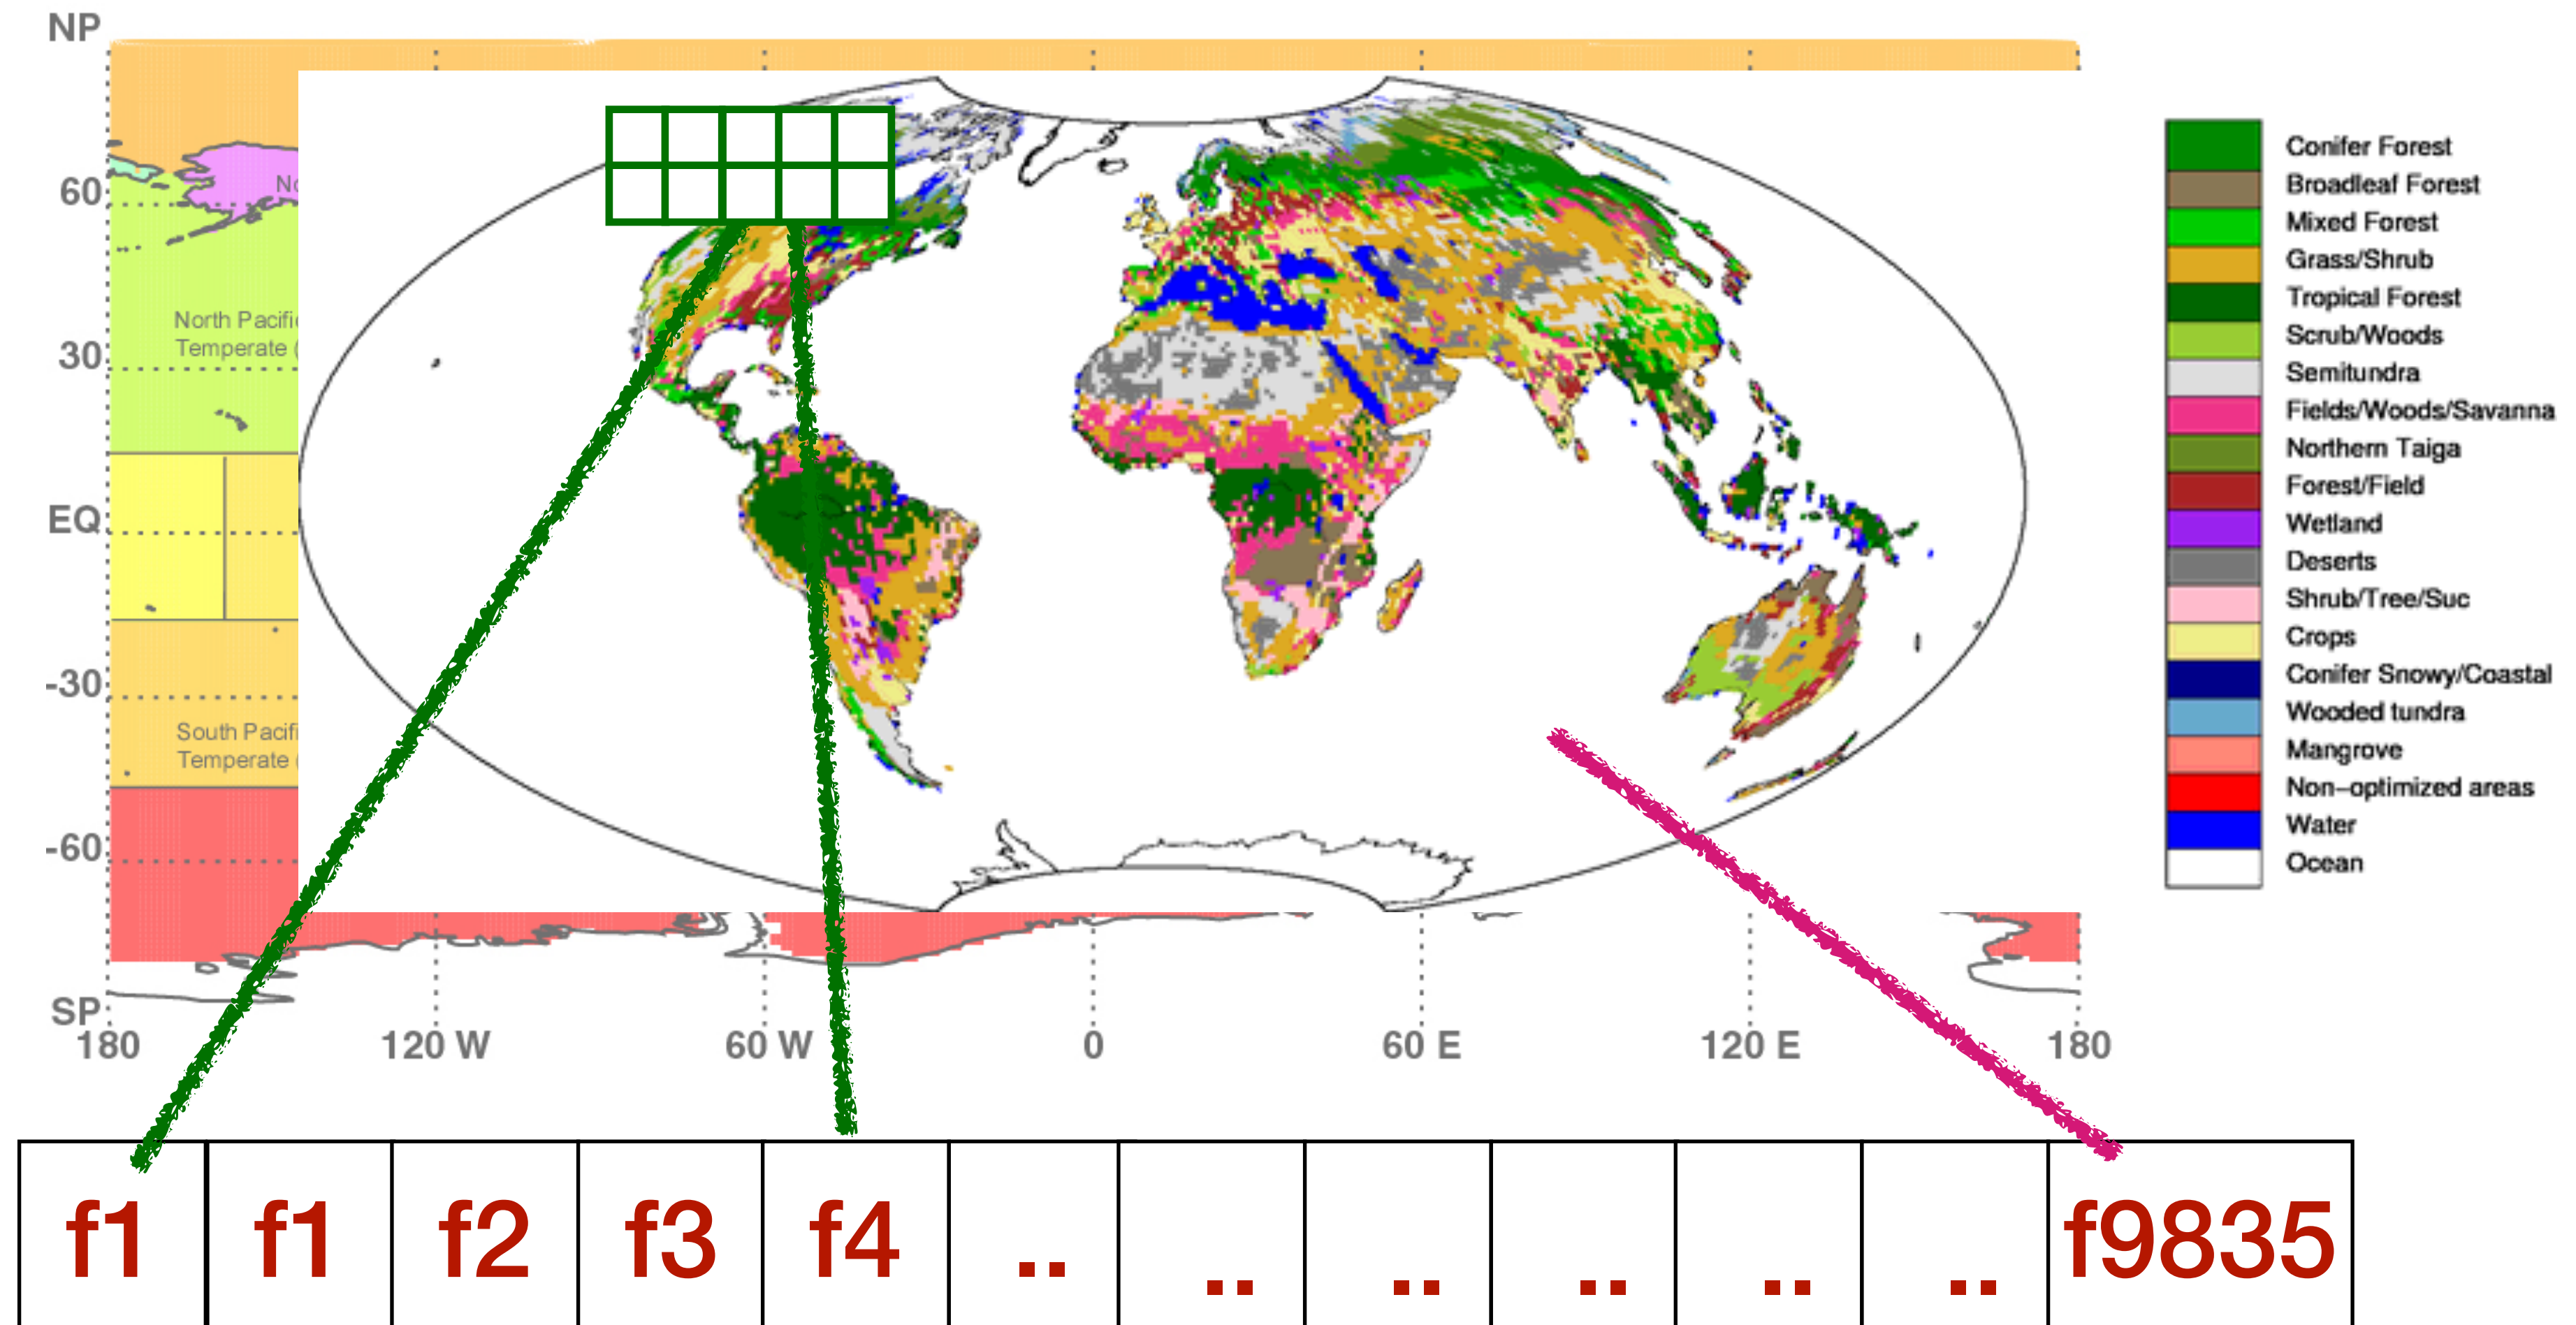 NP
60
30
EQ
-30
-60
SP
No
North Pacifi
Temperate (
South Pacifi
Temperate (
180
120 W
60 W
0
60 E
120 E
180
Conifer Forest
Broadleaf Forest
Mixed Forest
Grass/Shrub
Tropical Forest
Scrub/Woods
Semitundra
Fields/Woods/Savanna
Northern Taiga
Forest/Field
Wetland
Deserts
Shrub/Tree/Suc
Crops
Conifer Snowy/Coastal
Wooded tundra
Mangrove
Non-optimized areas
Water
Ocean
f1 f1 f2 f3 f4 .. .. .. .. .. .. f9835